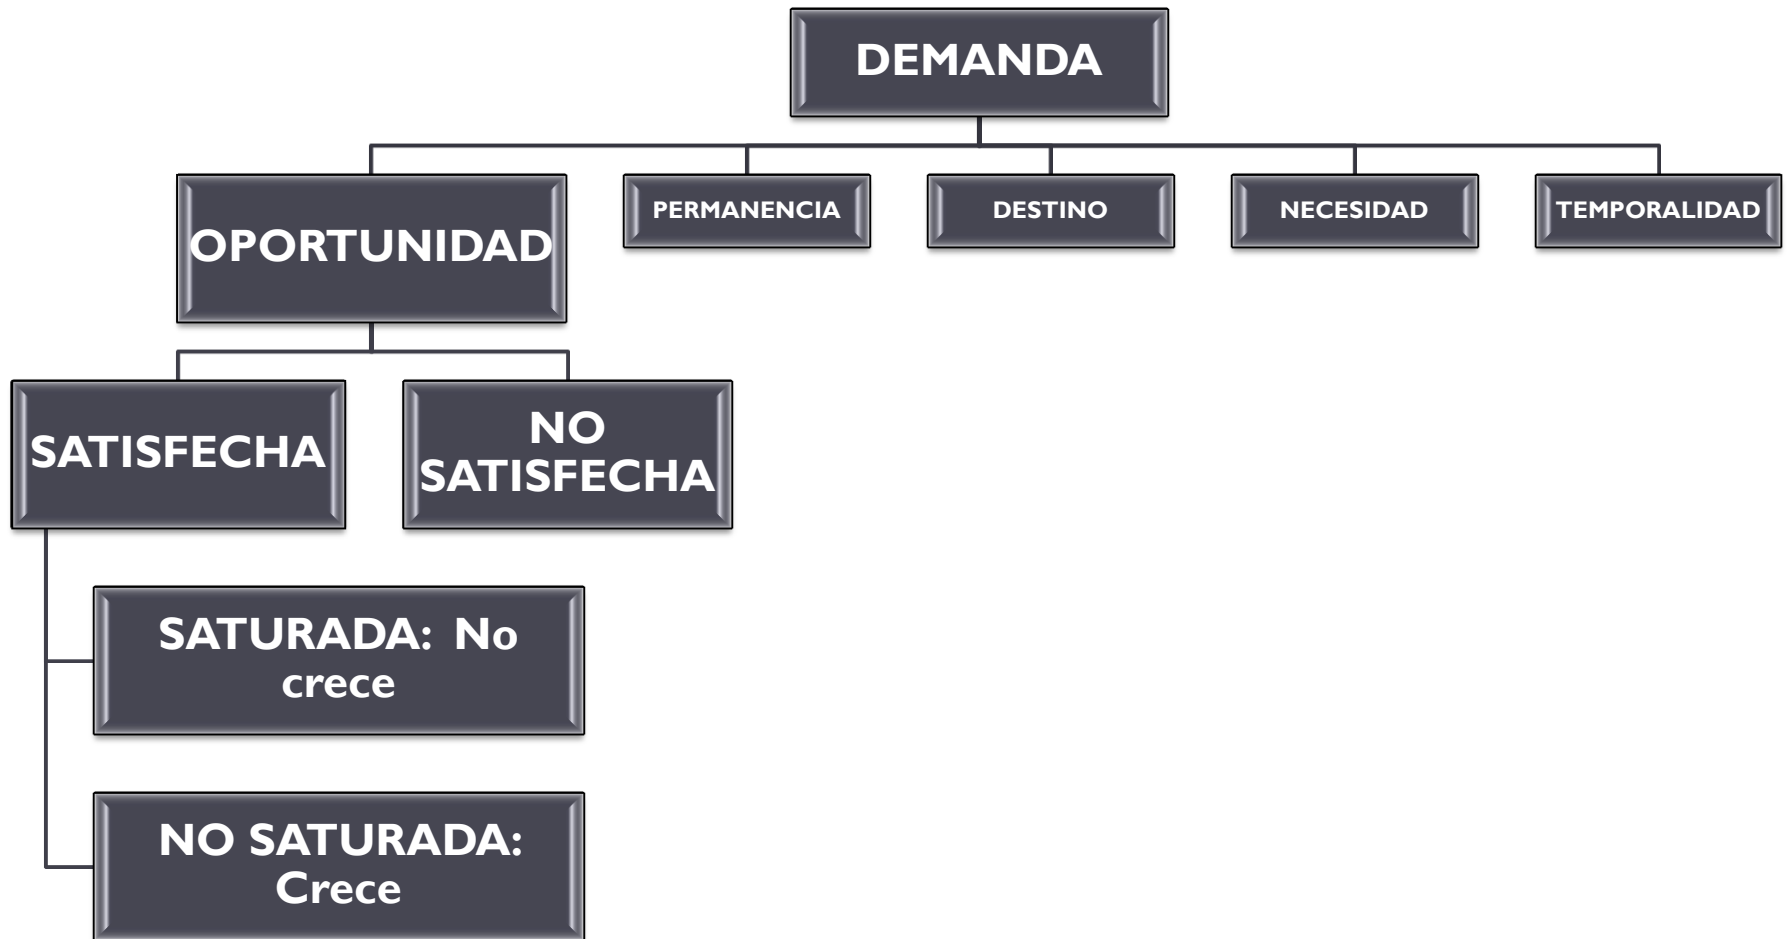 DEMANDA
OPORTUNIDAD
PERMANENCIA
DESTINO
NECESIDAD
TEMPORALIDAD
SATISFECHA
NO
SATISFECHA
SATURADA: No
crece
NO SATURADA:
Crece